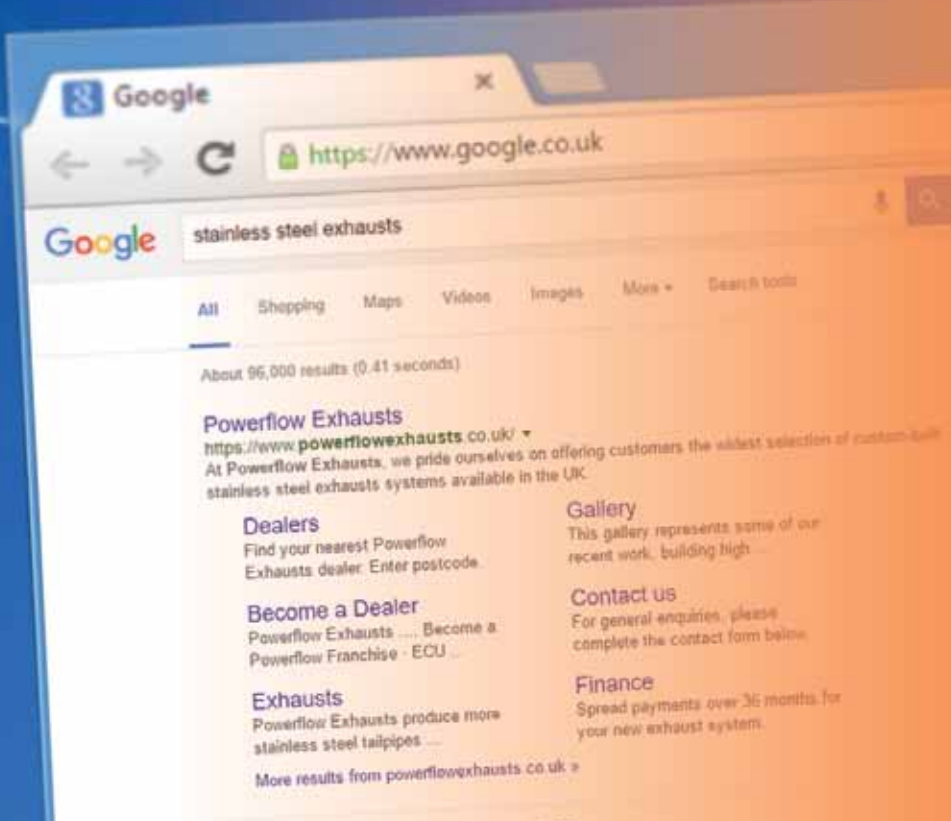 Google
https://www.google.co.uk
Google
stainless steel exhausts
All Shopping Maps Videos Images More Search tools
About 96,000 results (0.41 seconds)
Powerflow Exhausts
https://www.powerflowexhausts.co.uk/
At Powerflow Exhausts, we pride ourselves on offering customers the widest selection of custom-built
stainless steel exhausts systems available in the UK.
Dealers
Find your nearest Powerflow
Exhausts dealer. Enter postcode.
Become a Dealer
Powerflow Exhausts .... Become a
Powerflow Franchise - ECU ...
Exhausts
Powerflow Exhausts produce more
stainless steel tailpipes ...
More results from powerflowexhausts.co.uk »
Gallery
This gallery represents some of our
recent work, building high ...
Contact us
For general enquiries, please
complete the contact form below.
Finance
Spread payments over 36 months for
your new exhaust system.